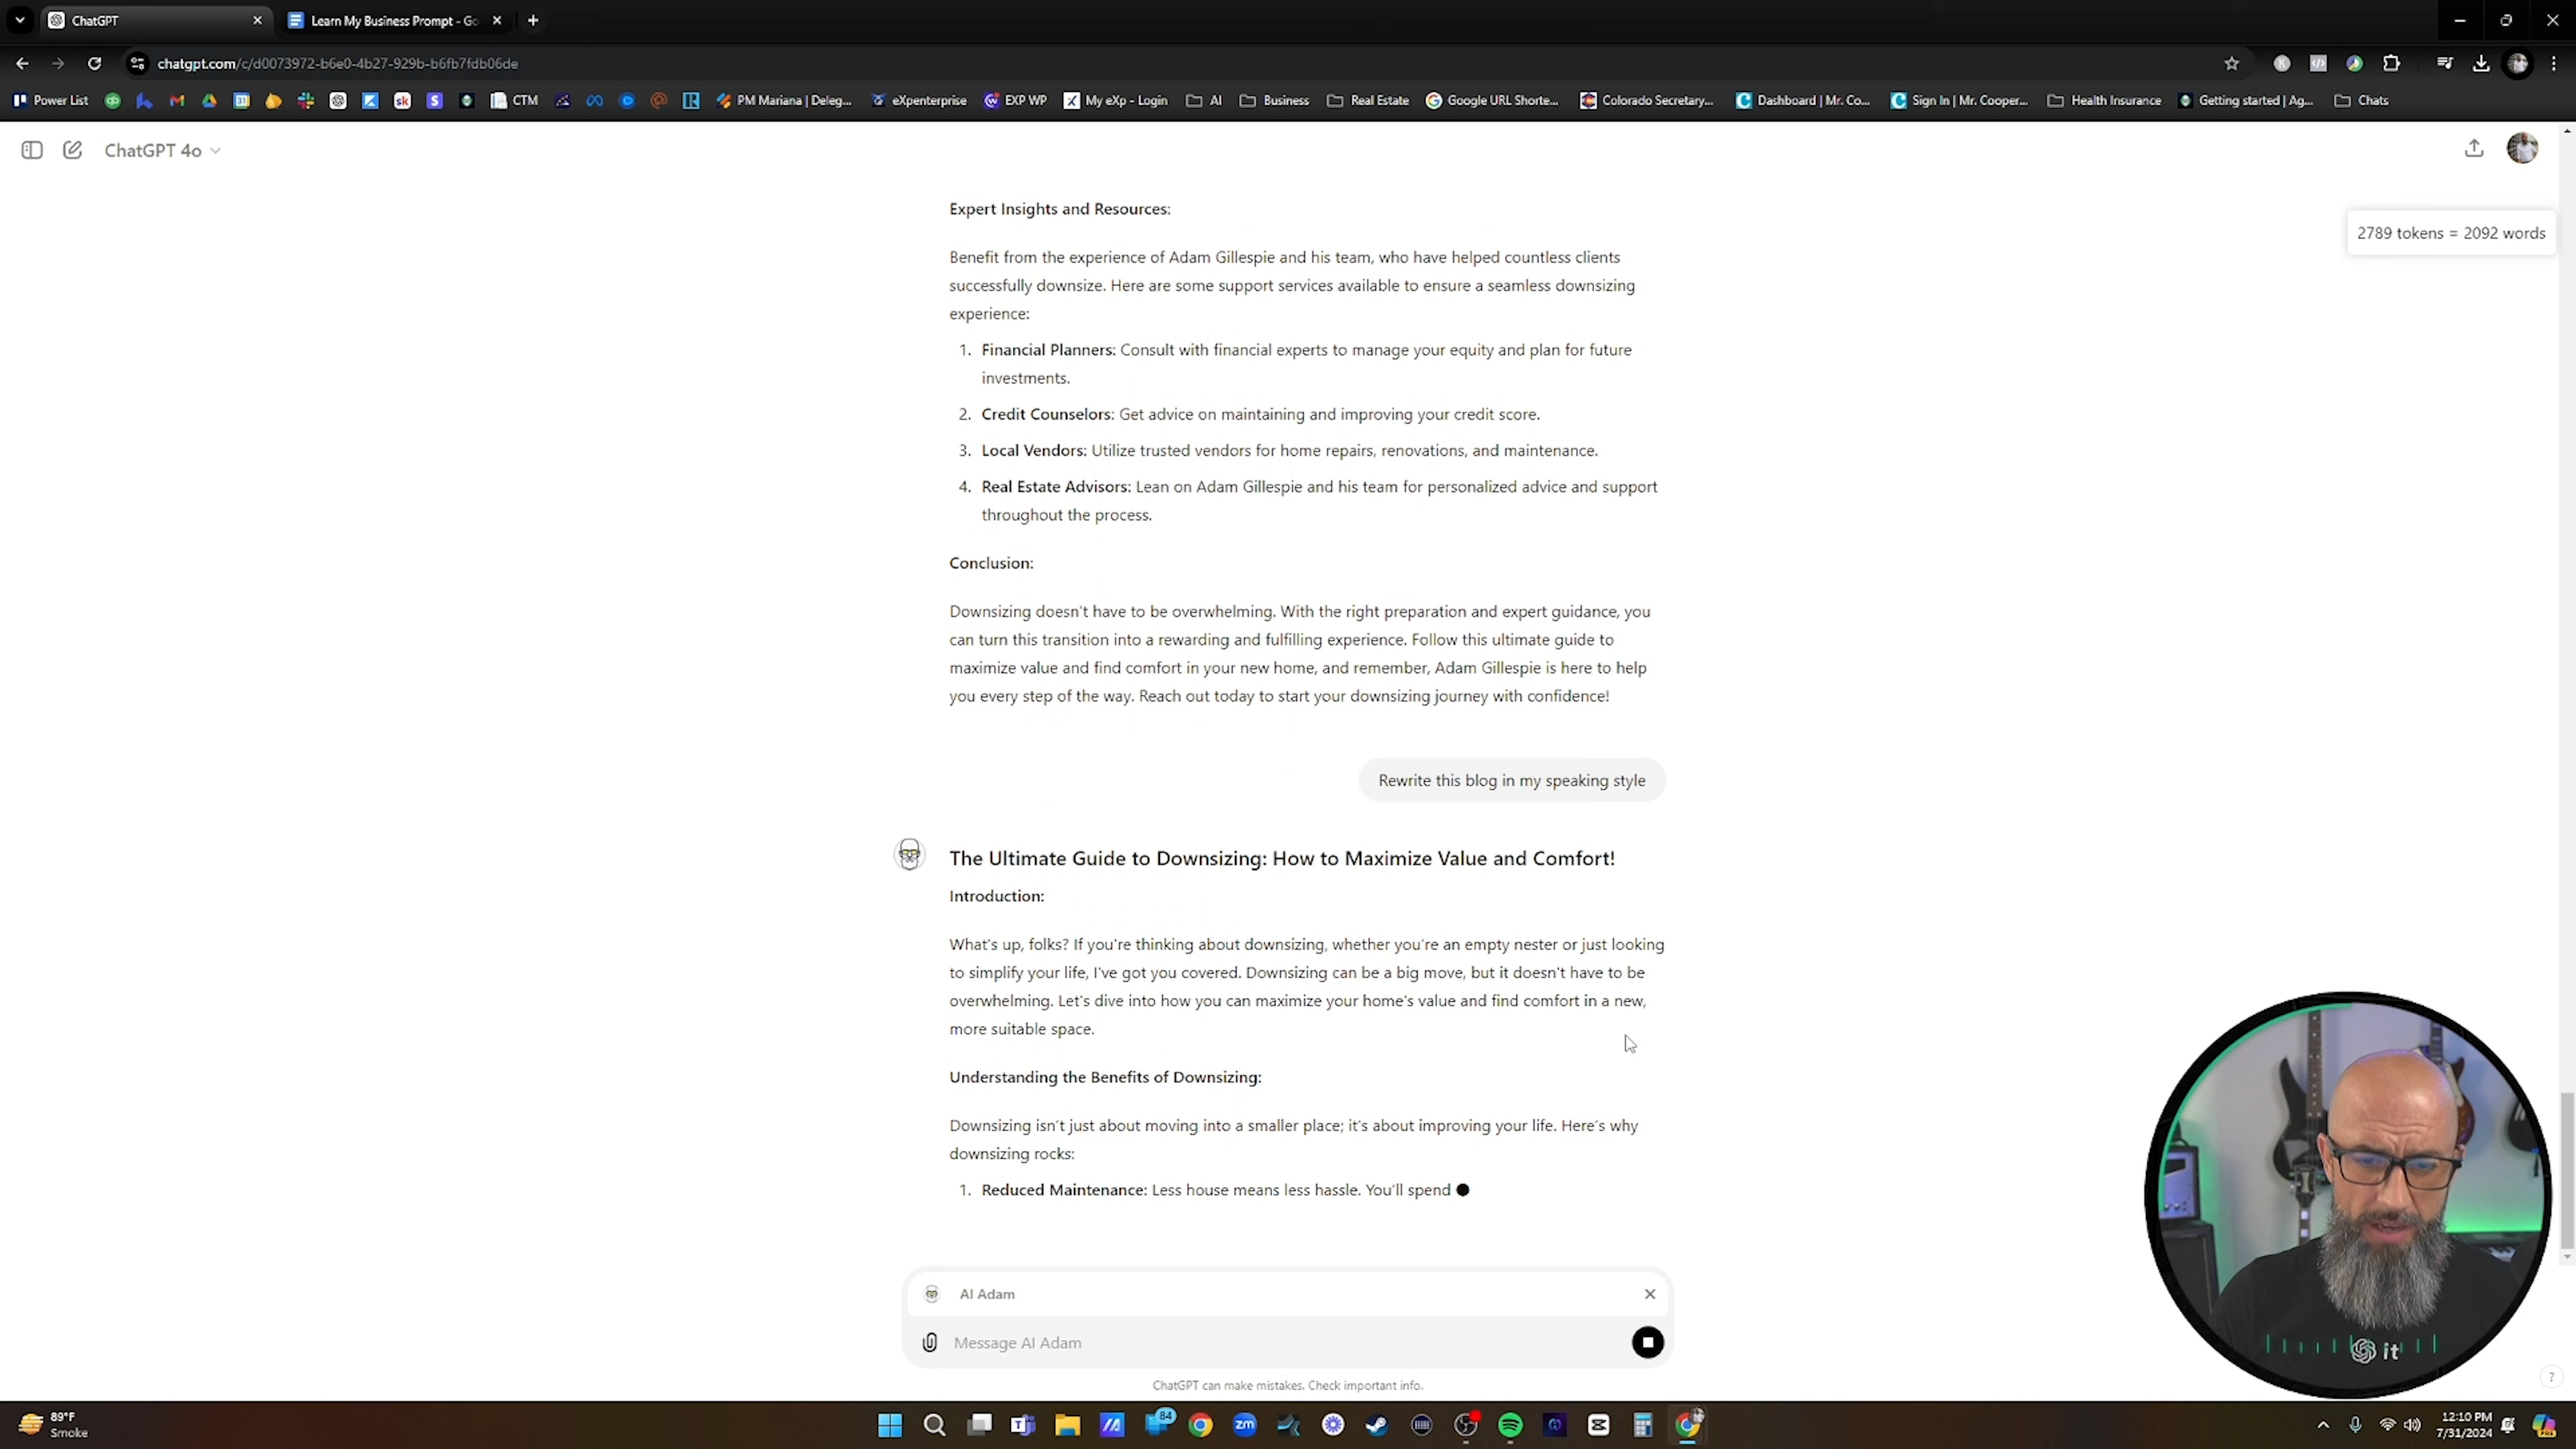 ChatGPT
Learn My Business Prompt - Go
chatgpt.com/c/d0073972-b6e0-4b27-929b-b6fb7fdb06de
Power List
CTM
PM Mariana | Deleg...
eXpenterprise
EXP WP
My eXp - Login
AI
Business
Real Estate
Google URL Shorte...
Colorado Secretary...
Dashboard | Mr. Co...
Sign In | Mr. Cooper...
Health Insurance
Getting started | Ag...
Chats
ChatGPT 4o
2789 tokens = 2092 words
Expert Insights and Resources:
Benefit from the experience of Adam Gillespie and his team, who have helped countless clients
successfully downsize. Here are some support services available to ensure a seamless downsizing
experience:
1. Financial Planners: Consult with financial experts to manage your equity and plan for future
investments.
2. Credit Counselors: Get advice on maintaining and improving your credit score.
3. Local Vendors: Utilize trusted vendors for home repairs, renovations, and maintenance.
4. Real Estate Advisors: Lean on Adam Gillespie and his team for personalized advice and support
throughout the process.
Conclusion:
Downsizing doesn't have to be overwhelming. With the right preparation and expert guidance, you
can turn this transition into a rewarding and fulfilling experience. Follow this ultimate guide to
maximize value and find comfort in your new home, and remember, Adam Gillespie is here to help
you every step of the way. Reach out today to start your downsizing journey with confidence!
Rewrite this blog in my speaking style
The Ultimate Guide to Downsizing: How to Maximize Value and Comfort!
Introduction:
What's up, folks? If you're thinking about downsizing, whether you're an empty nester or just looking
to simplify your life, I've got you covered. Downsizing can be a big move, but it doesn't have to be
overwhelming. Let's dive into how you can maximize your home's value and find comfort in a new,
more suitable space.
Understanding the Benefits of Downsizing:
Downsizing isn't just about moving into a smaller place; it's about improving your life. Here's why
downsizing rocks:
1. Reduced Maintenance: Less house means less hassle. You'll spend
AI Adam
Message AI Adam
ChatGPT can make mistakes. Check important info.
it
?
89°F
Smoke
84
zm
12:10 PM
7/31/2024